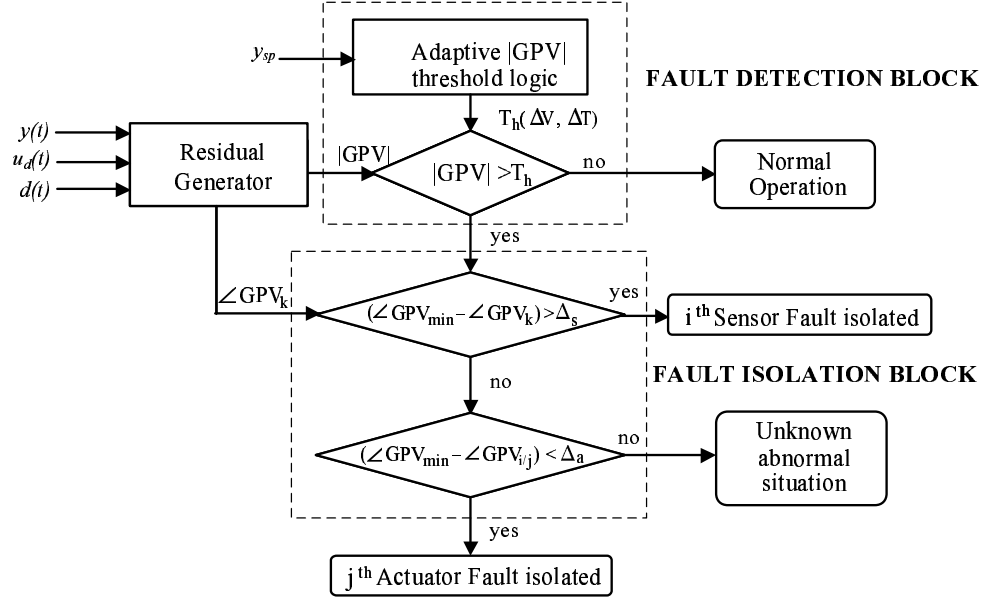 y_sp
Adaptive |GPV|
threshold logic
FAULT DETECTION BLOCK
T_h(ΔV, ΔT)
y(t)
u_d(t)
d(t)
Residual
Generator
|GPV|
|GPV| >T_h
no
Normal
Operation
yes
∠GPV_k
(∠GPV_min−∠GPV_k)>Δ_s
yes
i^th Sensor Fault isolated
no
FAULT ISOLATION BLOCK
(∠GPV_min−∠GPV_i/j) < Δ_a
no
Unknown
abnormal
situation
yes
j^th Actuator Fault isolated